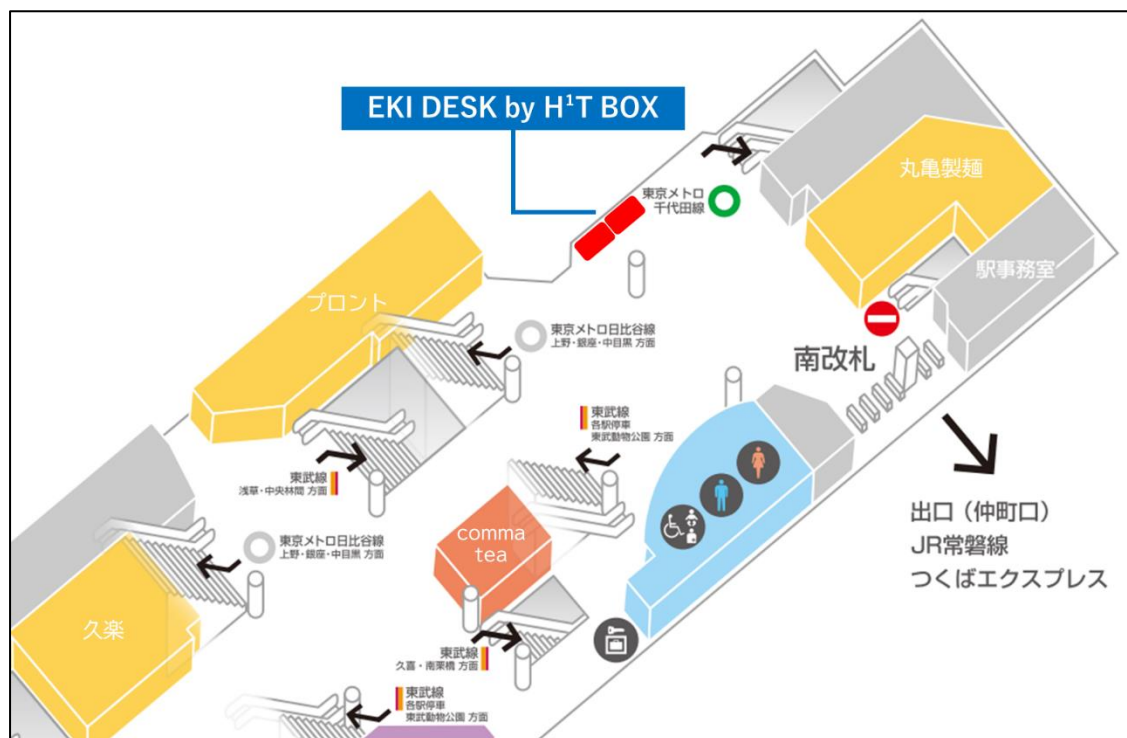 EKI DESK by H¹T BOX
丸亀製麺
東京メトロ
千代田線
駅事務室
プロント
東京メトロ日比谷線
上野・銀座・中目黒 方面
南改札
東武線
各駅停車
東武動物公園 方面
東武線
浅草・中央林間 方面
出口（仲町口）
JR常磐線
つくばエクスプレス
comma
tea
東京メトロ日比谷線
上野・銀座・中目黒 方面
久楽
東武線
久喜・南栗橋 方面
東武線
各駅停車
東武動物公園 方面